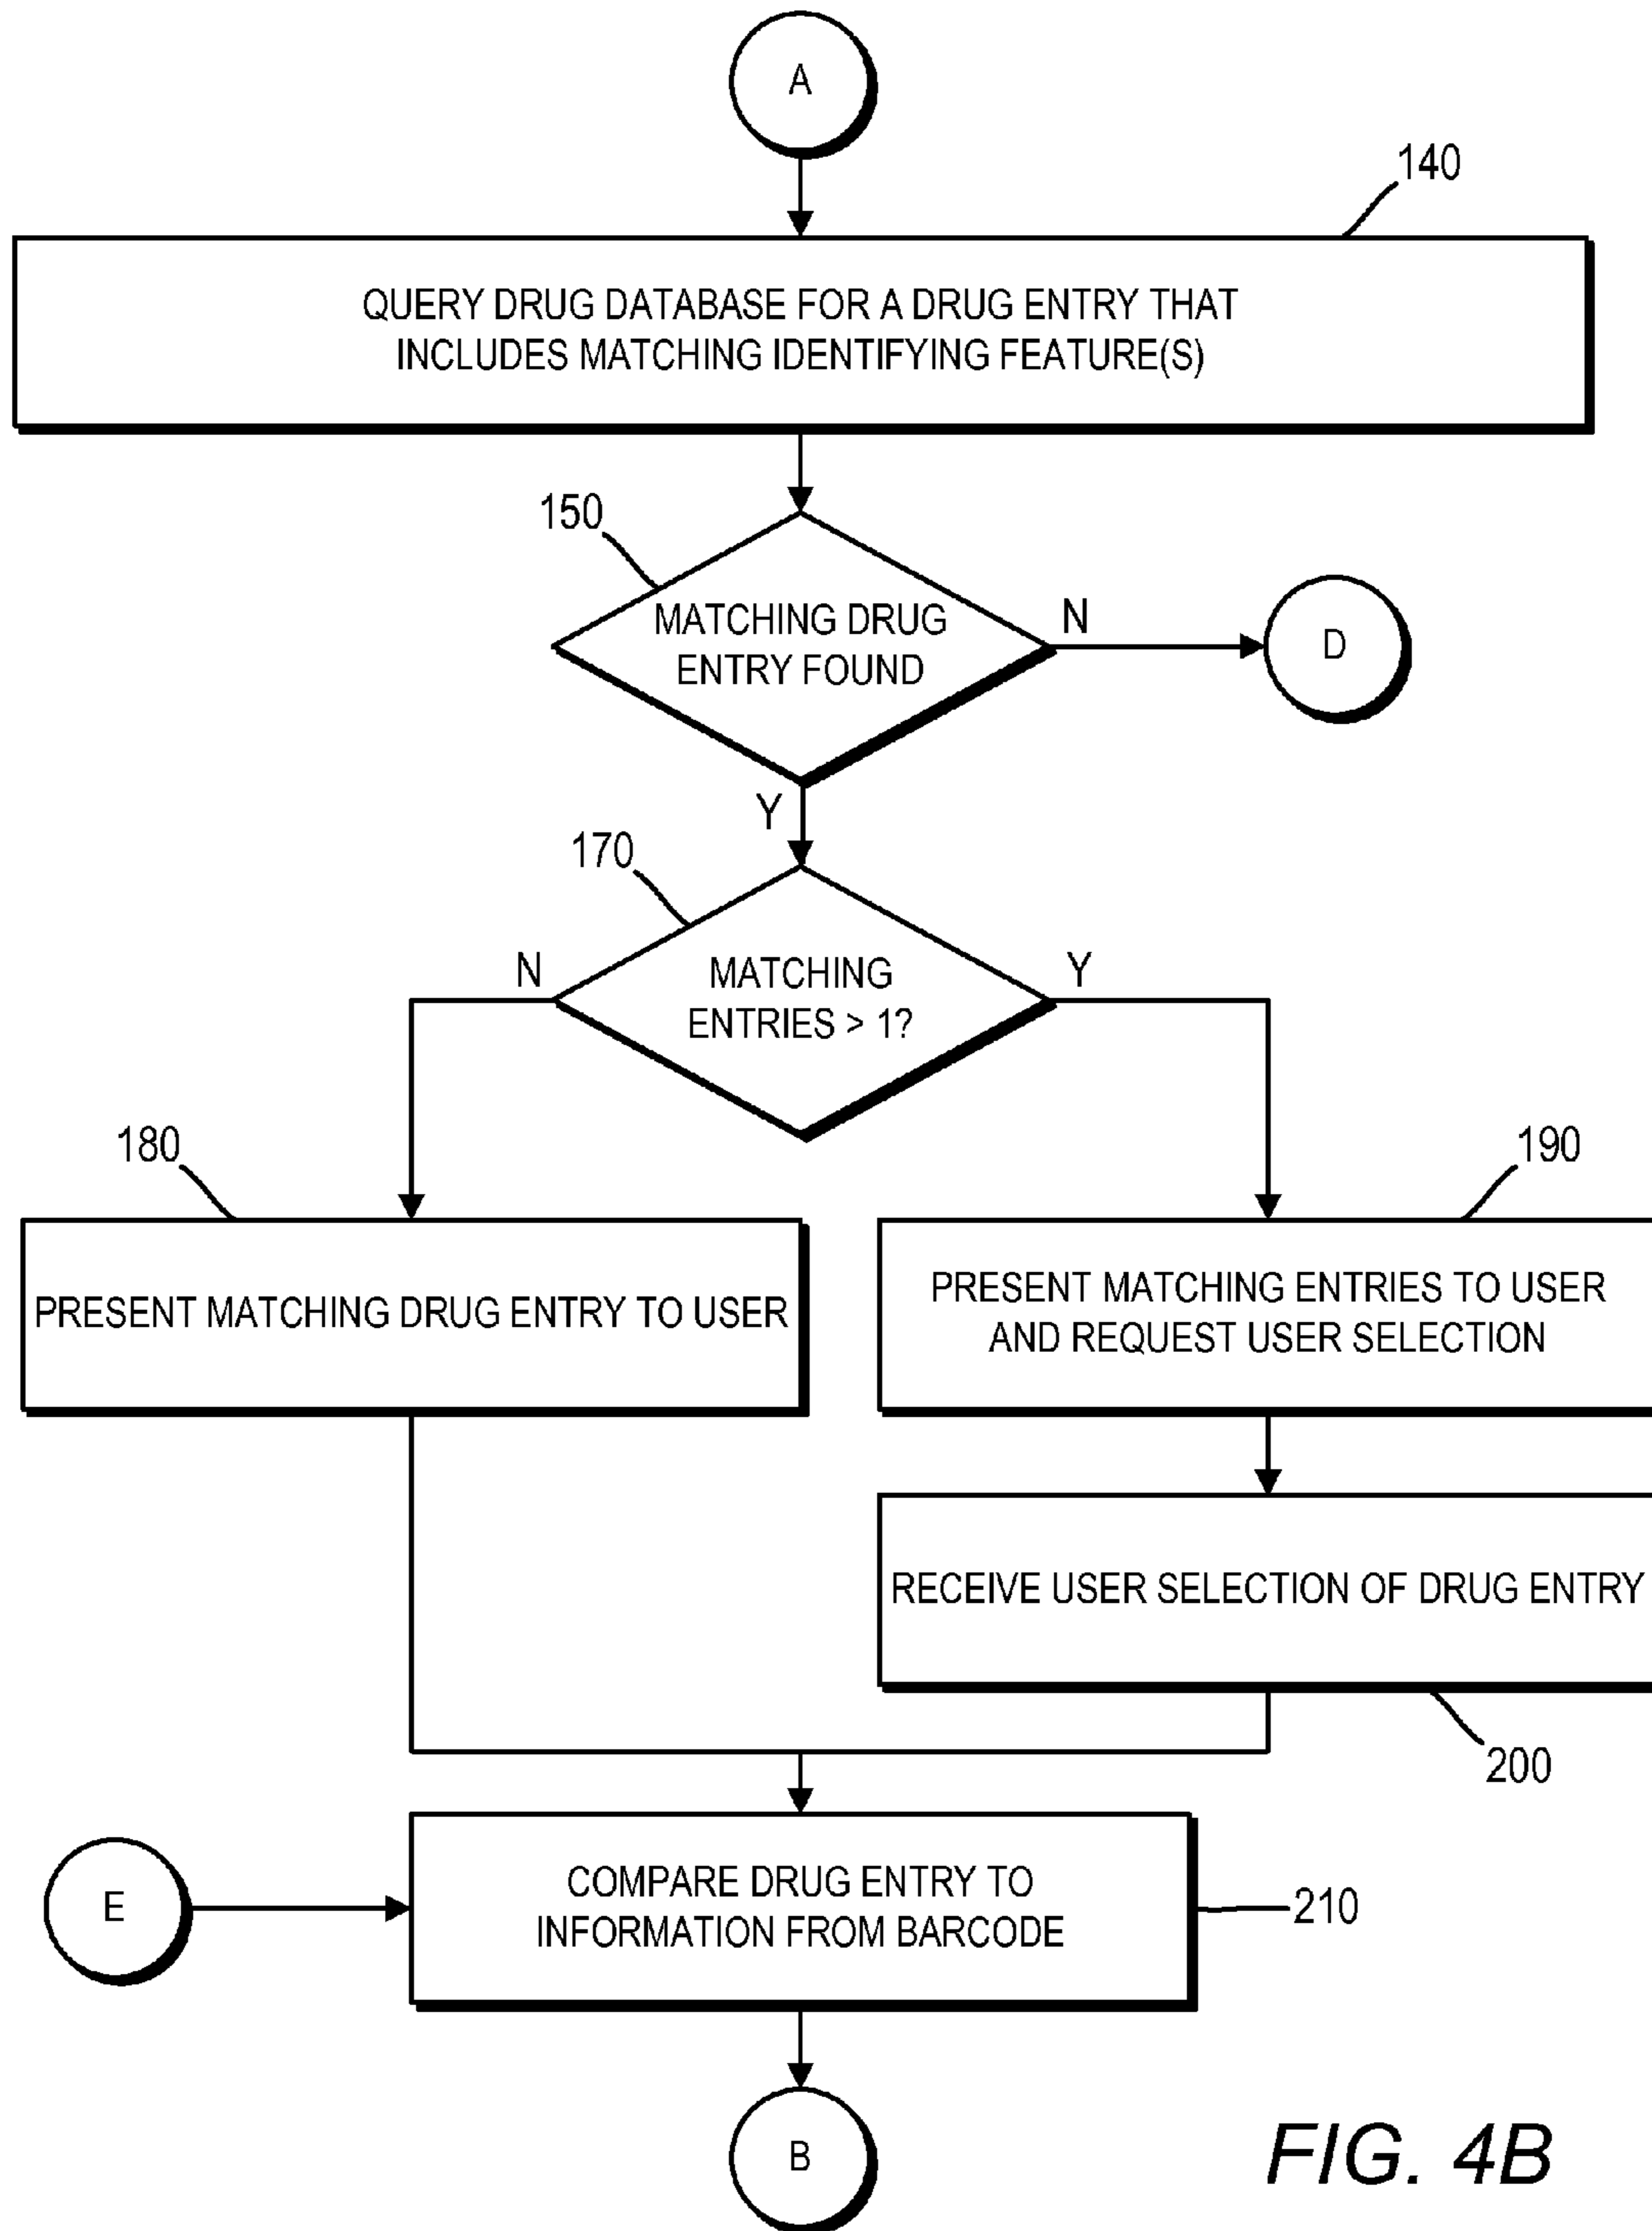 A
140
QUERY DRUG DATABASE FOR A DRUG ENTRY THAT
INCLUDES MATCHING IDENTIFYING FEATURE(S)
150
MATCHING DRUG
ENTRY FOUND
N
D
Y
170
MATCHING
ENTRIES > 1?
N
Y
180
PRESENT MATCHING DRUG ENTRY TO USER
190
PRESENT MATCHING ENTRIES TO USER
AND REQUEST USER SELECTION
RECEIVE USER SELECTION OF DRUG ENTRY
200
E
COMPARE DRUG ENTRY TO
INFORMATION FROM BARCODE
210
B
FIG. 4B